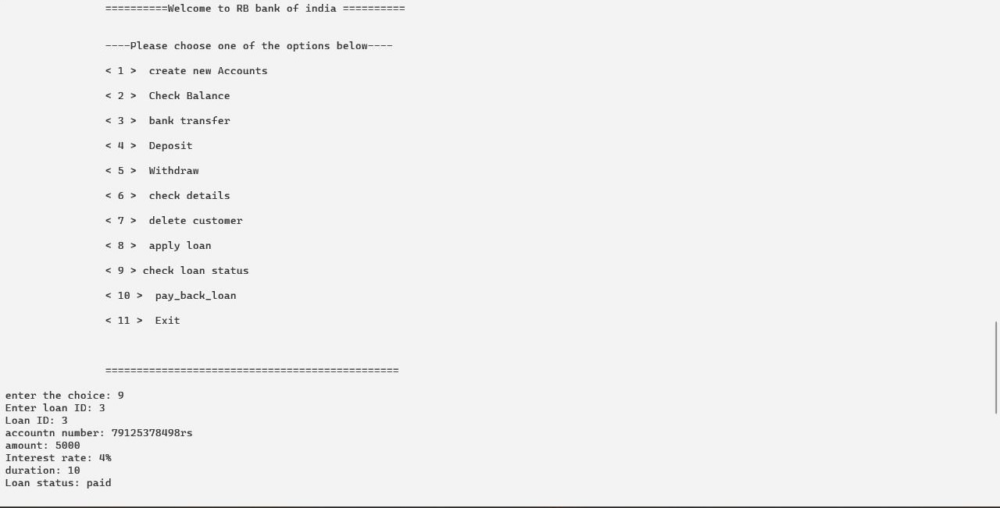 ==========Welcome to RB bank of india ==========
----Please choose one of the options below----
< 1 >  create new Accounts
< 2 >  Check Balance
< 3 >  bank transfer
< 4 >  Deposit
< 5 >  Withdraw
< 6 >  check details
< 7 >  delete customer
< 8 >  apply loan
< 9 > check loan status
< 10 >  pay_back_loan
< 11 >  Exit
===============================================
enter the choice: 9
Enter loan ID: 3
Loan ID: 3
accountn number: 79125378498rs
amount: 5000
Interest rate: 4%
duration: 10
Loan status: paid